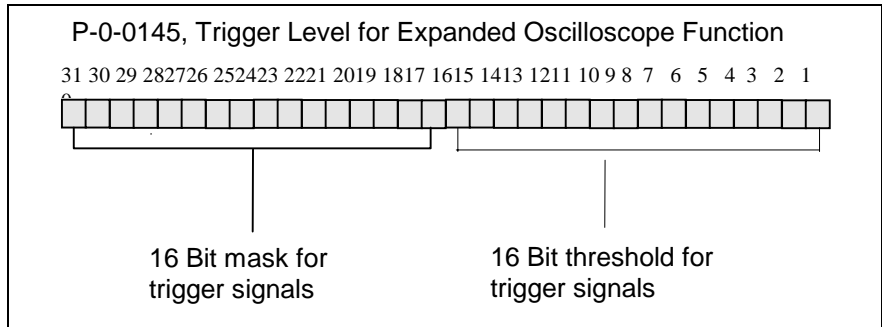 P-0-0145, Trigger Level for Expanded Oscilloscope Function
31 30 29 282726 252423 2221 2019 1817 1615 1413 1211 10 9 8 7 6 5 4 3 2 1
16 Bit mask for
trigger signals
16 Bit threshold for
trigger signals